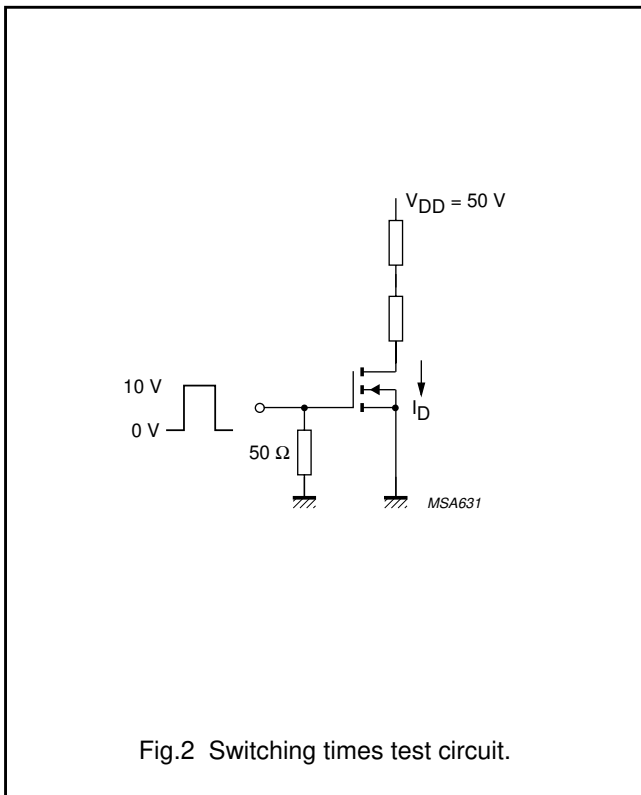 V_DD = 50 V
10 V
0 V
I_D
50 Ω
MSA631
Fig.2 Switching times test circuit.